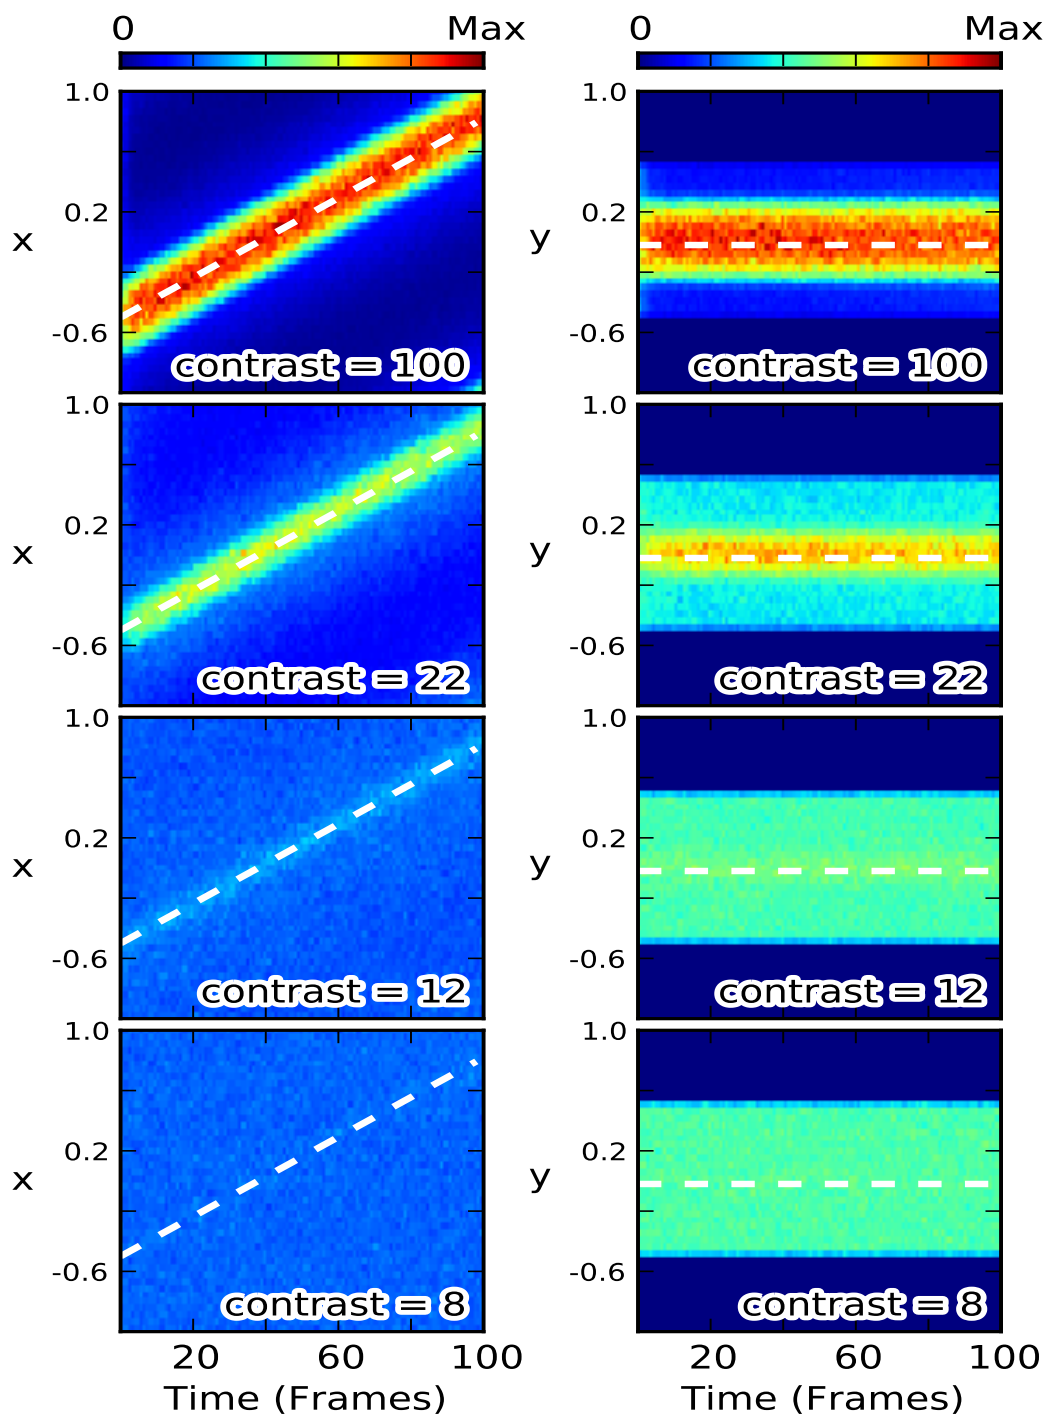 0 Max 0 Max
1.0 1.0
0.2 0.2
x y
-0.6 -0.6
contrast = 100 contrast = 100
1.0 1.0
0.2 0.2
x y
-0.6 -0.6
contrast = 22 contrast = 22
1.0 1.0
0.2 0.2
x y
-0.6 -0.6
contrast = 12 contrast = 12
1.0 1.0
0.2 0.2
x y
-0.6 -0.6
contrast = 8 contrast = 8
20 60 100 20 60 100
Time (Frames) Time (Frames)